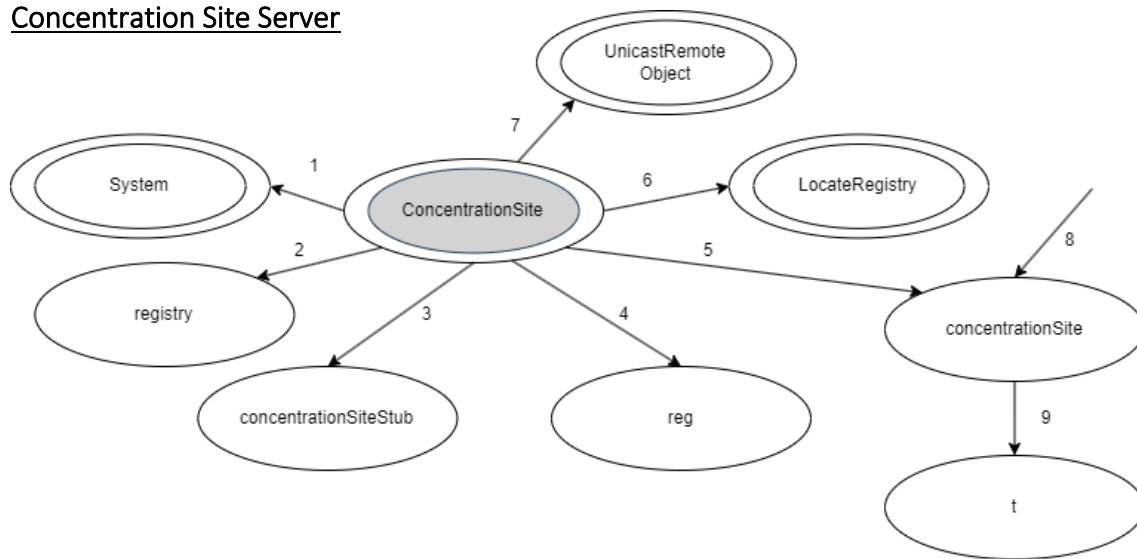 Concentration Site Server
UnicastRemote
Object
7
1
System
ConcentrationSite
6
LocateRegistry
2
5
8
registry
3
4
concentrationSite
concentrationSiteStub
reg
9
t